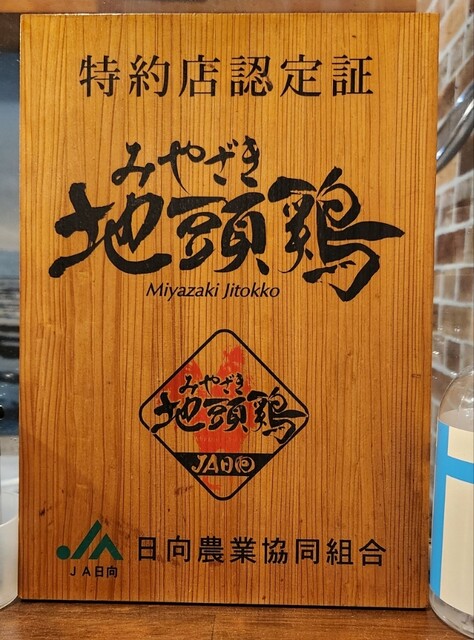 特約店認定証
みやざき
地頭鶏
Miyazaki Jitokko
みやざき
地頭鶏
JA日向
JA日向
日向農業協同組合